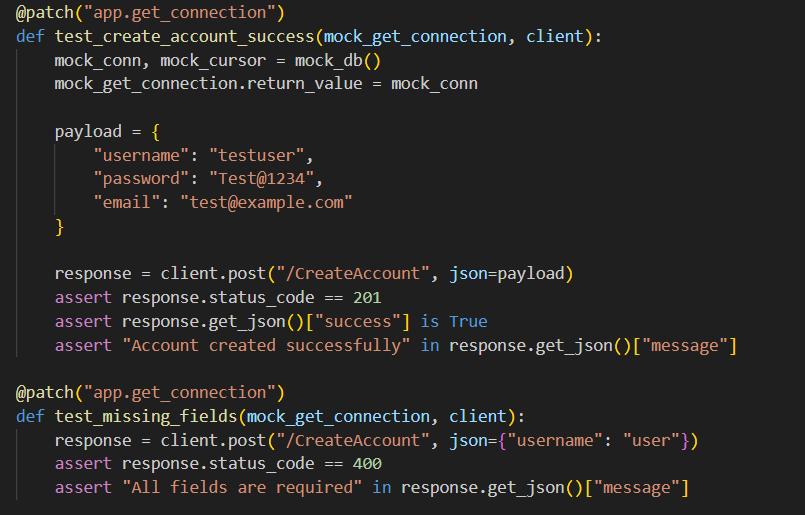 @patch("app.get_connection")
def test_create_account_success(mock_get_connection, client):
    mock_conn, mock_cursor = mock_db()
    mock_get_connection.return_value = mock_conn

    payload = {
        "username": "testuser",
        "password": "Test@1234",
        "email": "test@example.com"
    }

    response = client.post("/CreateAccount", json=payload)
    assert response.status_code == 201
    assert response.get_json()["success"] is True
    assert "Account created successfully" in response.get_json()["message"]

@patch("app.get_connection")
def test_missing_fields(mock_get_connection, client):
    response = client.post("/CreateAccount", json={"username": "user"})
    assert response.status_code == 400
    assert "All fields are required" in response.get_json()["message"]